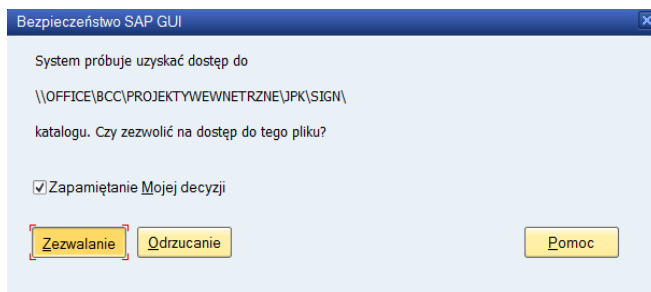 Bezpieczeństwo SAP GUI
System próbuje uzyskać dostęp do
\\OFFICE\BCC\PROJEKTYWEWNETRZNE\JPK\SIGN\
katalogu. Czy zezwolić na dostęp do tego pliku?
Zapamiętanie Mojej decyzji
Zezwalanie
Odrzucanie
Pomoc